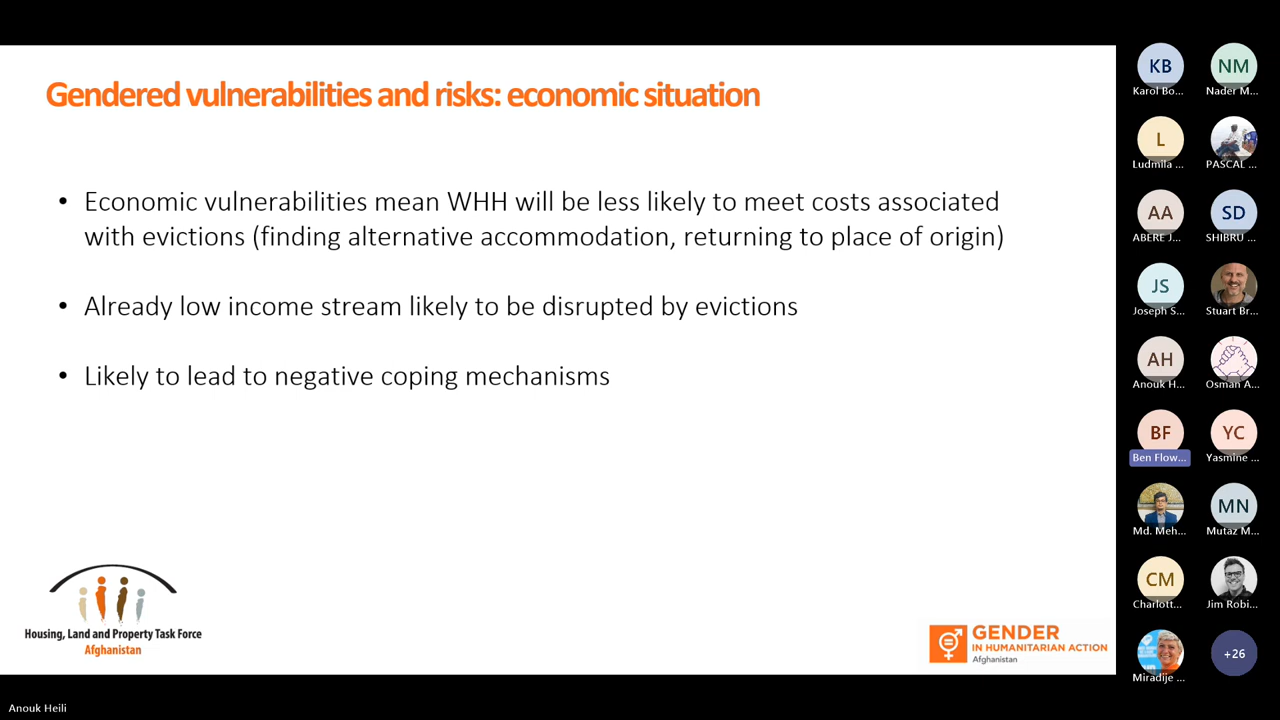 Gendered vulnerabilities and risks: economic situation
• Economic vulnerabilities mean WHH will be less likely to meet costs associated
with evictions (finding alternative accommodation, returning to place of origin)
• Already low income stream likely to be disrupted by evictions
• Likely to lead to negative coping mechanisms
Housing, Land and Property Task Force
Afghanistan
GENDER
IN HUMANITARIAN ACTION
Afghanistan
KB
Karol Bo...
NM
Nader M...
L
Ludmila ...
PASCAL ...
AA
ABERE J...
SD
SHIBRU ...
JS
Joseph S...
Stuart Br...
AH
Anouk H...
Osman A...
BF
Ben Flow...
YC
Yasmine ...
Md. Meh...
MN
Mutaz M...
CM
Charlott...
Jim Robi...
Miradije ...
+26
Anouk Heili